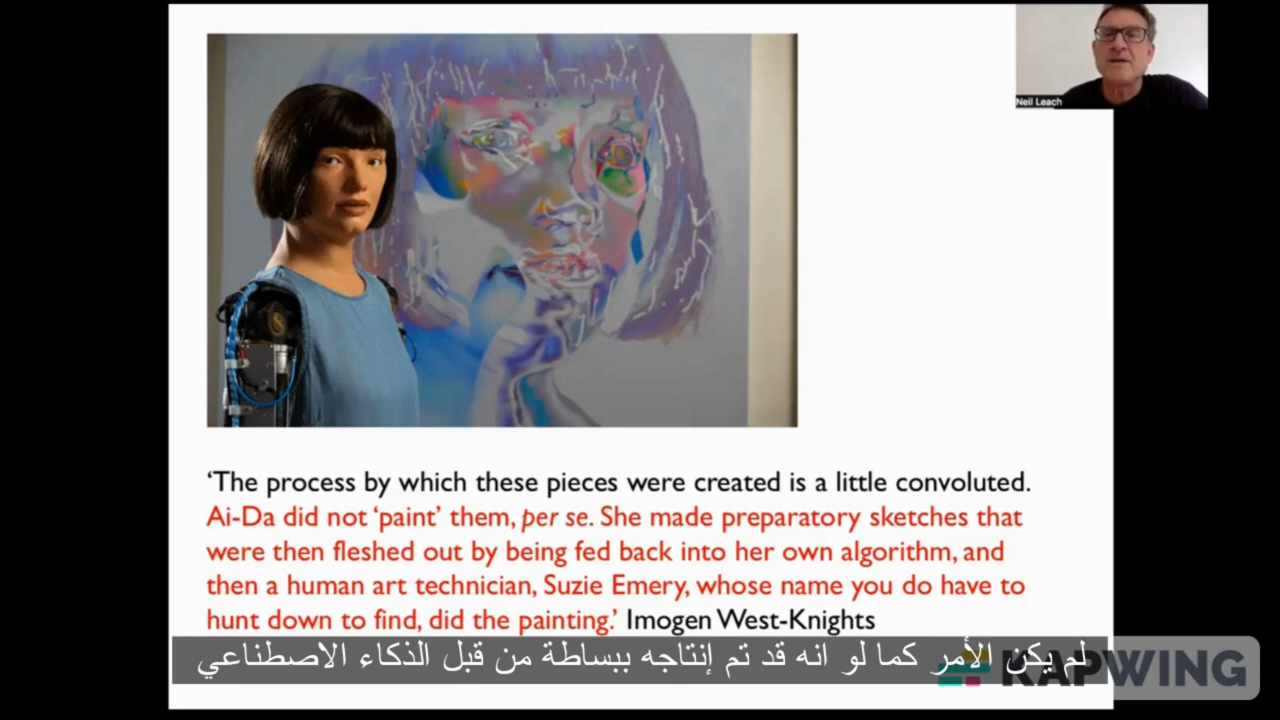 Neil Leach
‘The process by which these pieces were created is a little convoluted.
Ai-Da did not ‘paint’ them, per se. She made preparatory sketches that
were then fleshed out by being fed back into her own algorithm, and
then a human art technician, Suzie Emery, whose name you do have to
hunt down to find, did the painting.’ Imogen West-Knights
لم يكن الأمر كما لو انه قد تم إنتاجه ببساطة من قبل الذكاء الاصطناعي
KAPWING